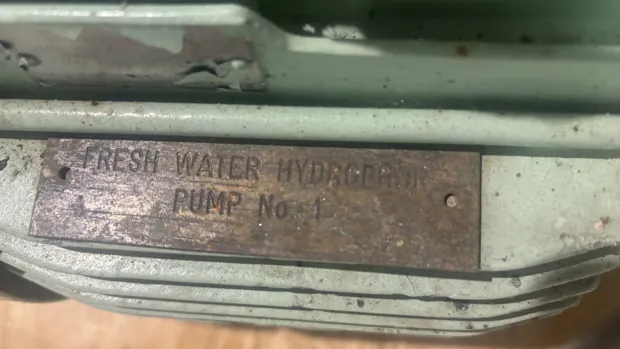 FRESH WATER HYDROPHOR
PUMP No 1